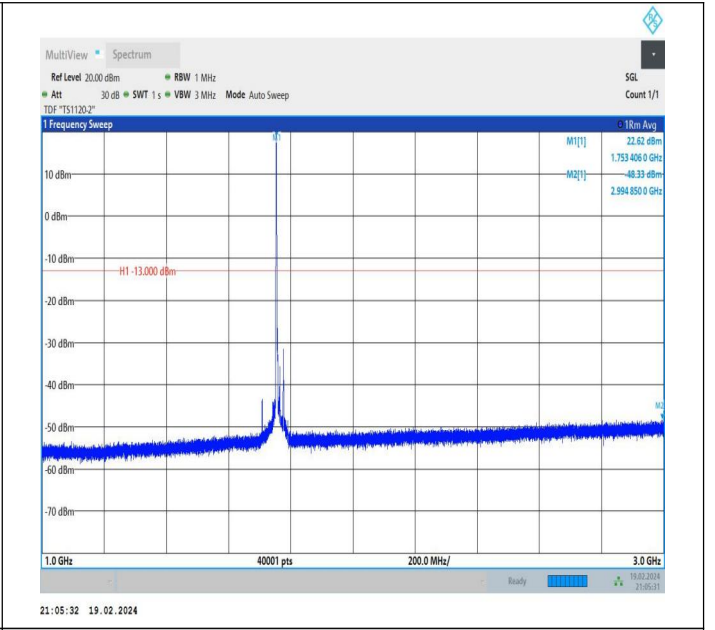 R&S
MultiView Spectrum
Ref Level 20.00 dBm RBW 1 MHz SGL
Att 30 dB SWT 1 s VBW 3 MHz Mode Auto Sweep Count 1/1
TDF "TS1120-2"
1 Frequency Sweep 1Rm Avg
M1
M1[1] 22.62 dBm
1.753 406 0 GHz
10 dBm M2[1] -48.33 dBm
2.994 850 0 GHz
0 dBm
-10 dBm
H1 -13.000 dBm
-20 dBm
-30 dBm
-40 dBm
M2
-50 dBm
-60 dBm
-70 dBm
1.0 GHz 40001 pts 200.0 MHz/ 3.0 GHz
Ready 19.02.2024
21:05:31
21:05:32 19.02.2024